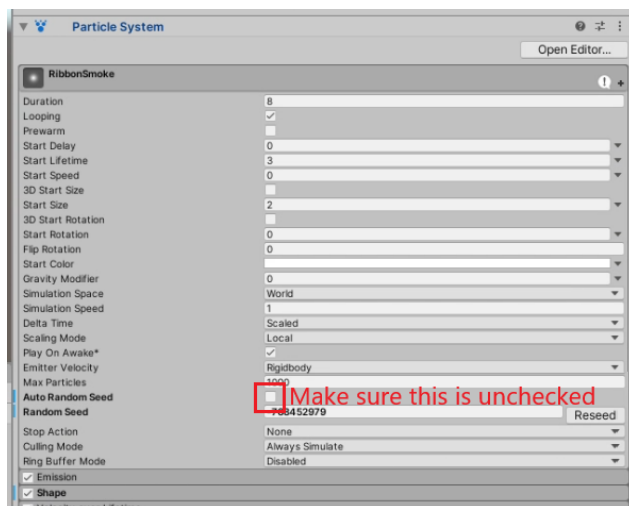 Particle System
Open Editor...
RibbonSmoke
Duration 8
Looping
Prewarm
Start Delay 0
Start Lifetime 3
Start Speed 0
3D Start Size
Start Size 2
3D Start Rotation
Start Rotation 0
Flip Rotation 0
Start Color
Gravity Modifier 0
Simulation Space World
Simulation Speed 1
Delta Time Scaled
Scaling Mode Local
Play On Awake*
Emitter Velocity Rigidbody
Max Particles 1000
Auto Random Seed Make sure this is unchecked
Random Seed -768452979 Reseed
Stop Action None
Culling Mode Always Simulate
Ring Buffer Mode Disabled
Emission
Shape